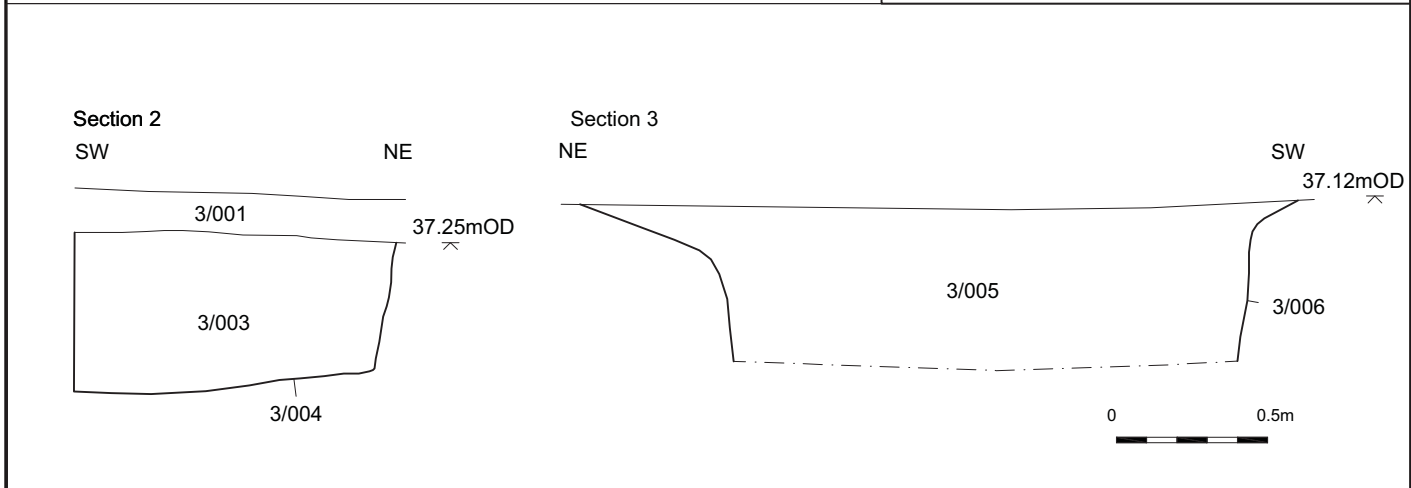 Section 2
SW NE
3/001
37.25mOD
3/003
3/004
Section 3
NE SW
37.12mOD
3/005
3/006
0 0.5m